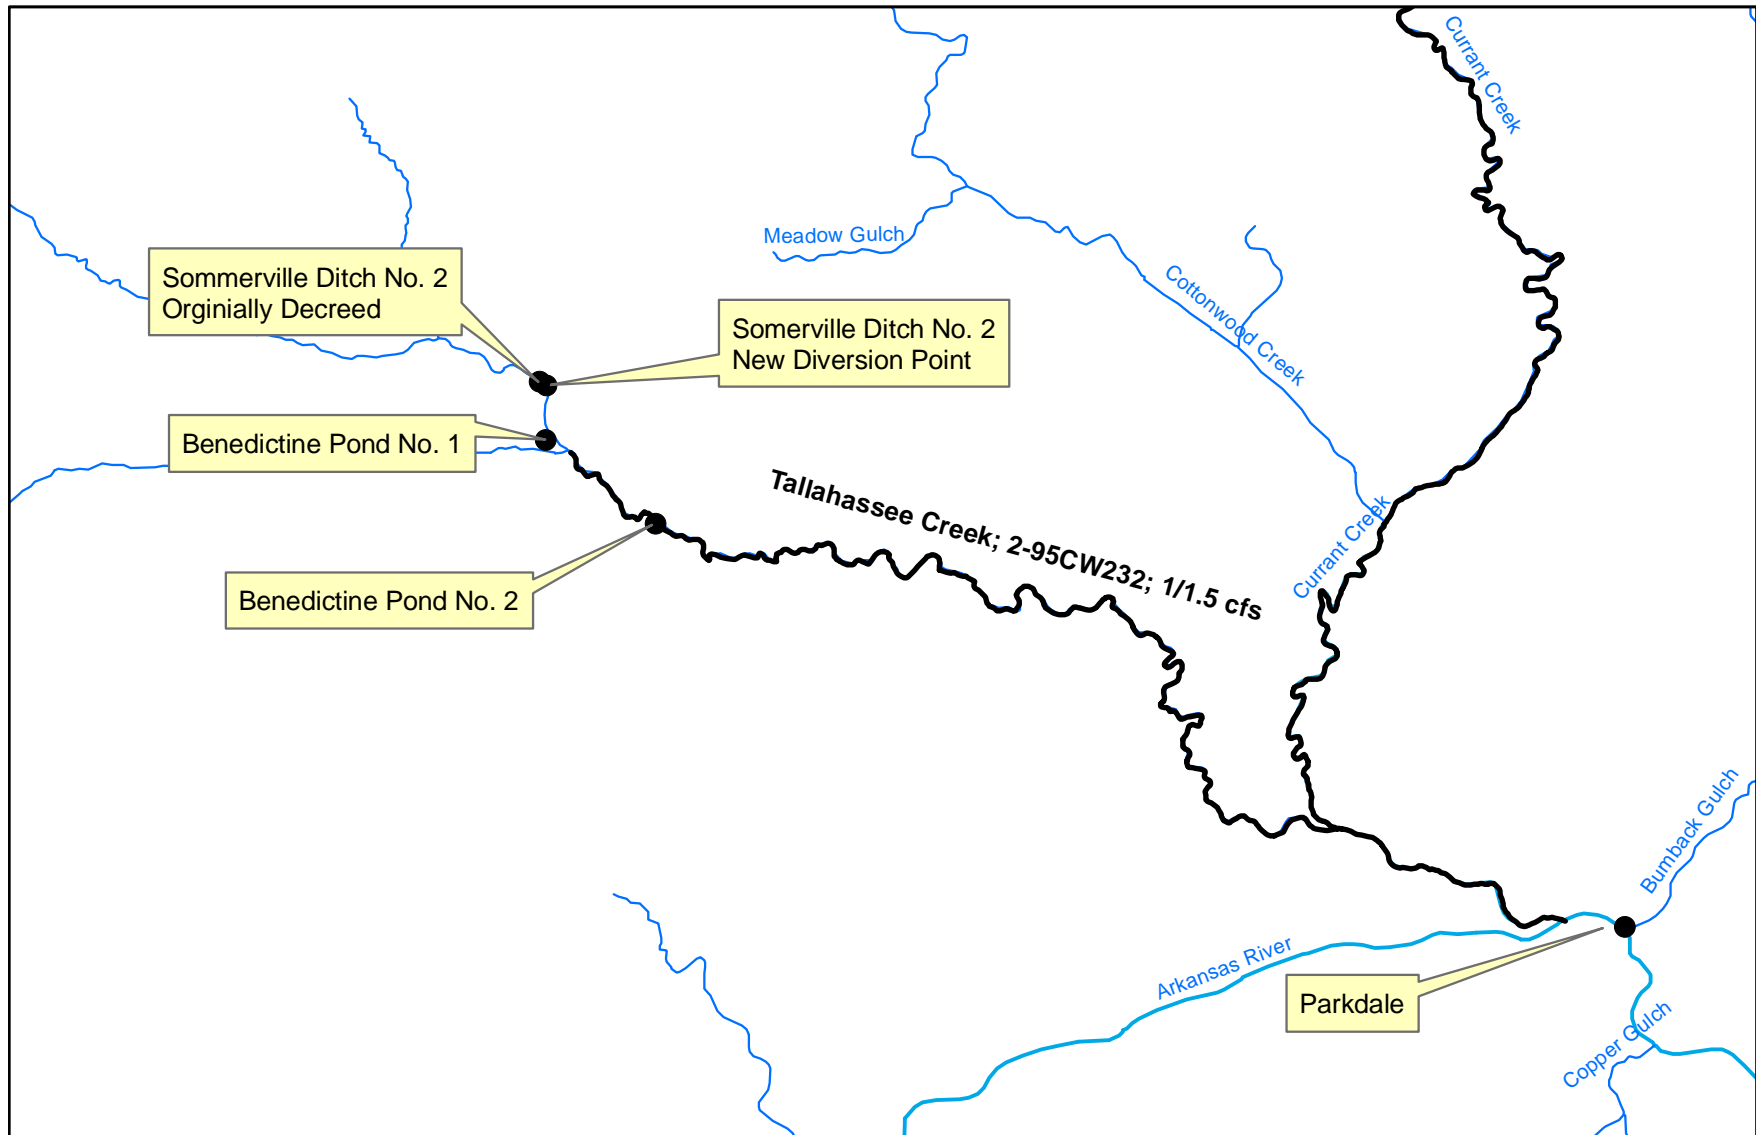 Currant Creek
Meadow Gulch
Sommerville Ditch No. 2
Orginially Decreed
Cottonwood Creek
Somerville Ditch No. 2
New Diversion Point
Benedictine Pond No. 1
Tallahassee Creek; 2-95CW232; 1/1.5 cfs
Currant Creek
Benedictine Pond No. 2
Bumback Gulch
Arkansas River
Parkdale
Copper Gulch